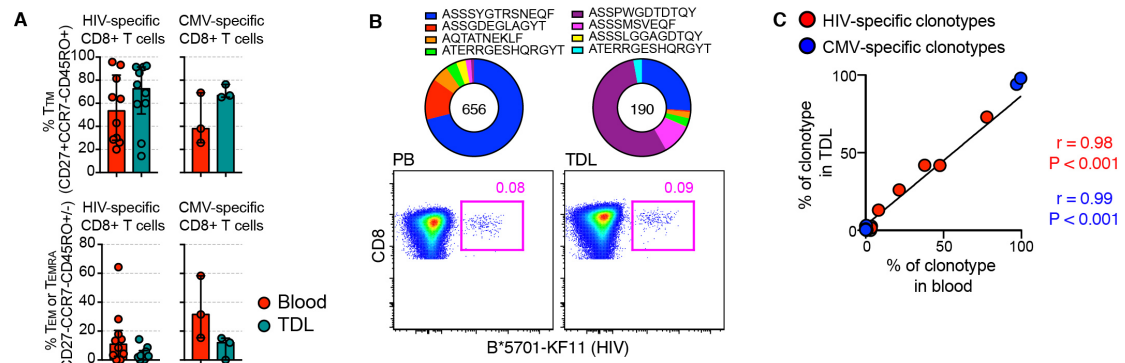 A
HIV-specific
CD8+ T cells
CMV-specific
CD8+ T cells
% TTM
(CD27+CCR7-CD45RO+)
100
80
60
40
20
0
HIV-specific
CD8+ T cells
CMV-specific
CD8+ T cells
% TEM or TEMRA
CD27-CCR7-CD45RO+/-)
80
60
40
20
0
Blood
TDL
B
ASSSYGTRSNEQF
ASSGDEGLAGYT
AQTATNEKLF
ATERRGESHQRGYT
ASSPWGDTDTQY
ASSSMSVEQF
ASSSLGGAGDTQY
ATERRGESHQRGYT
656
190
PB
TDL
0.08
0.09
CD8
B*5701-KF11 (HIV)
C
HIV-specific clonotypes
CMV-specific clonotypes
% of clonotype
in TDL
100
50
0
0
50
100
% of clonotype
in blood
r = 0.98
P < 0.001
r = 0.99
P < 0.001